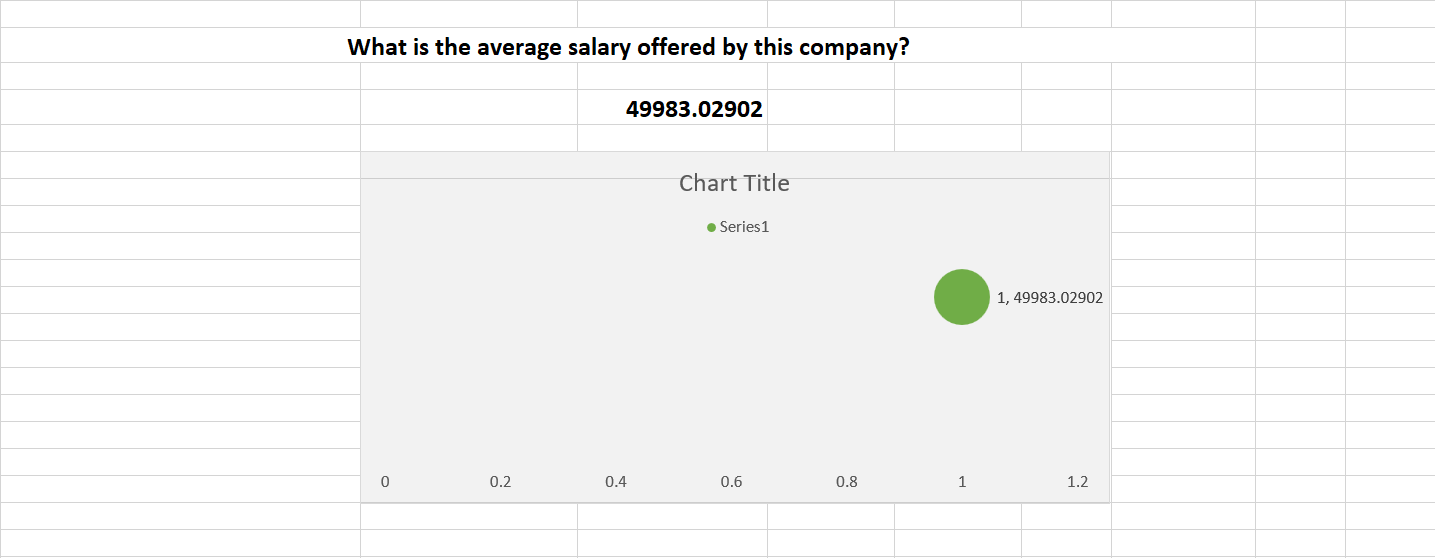 What is the average salary offered by this company?
49983.02902
Chart Title
Series1
1, 49983.02902
0 0.2 0.4 0.6 0.8 1 1.2